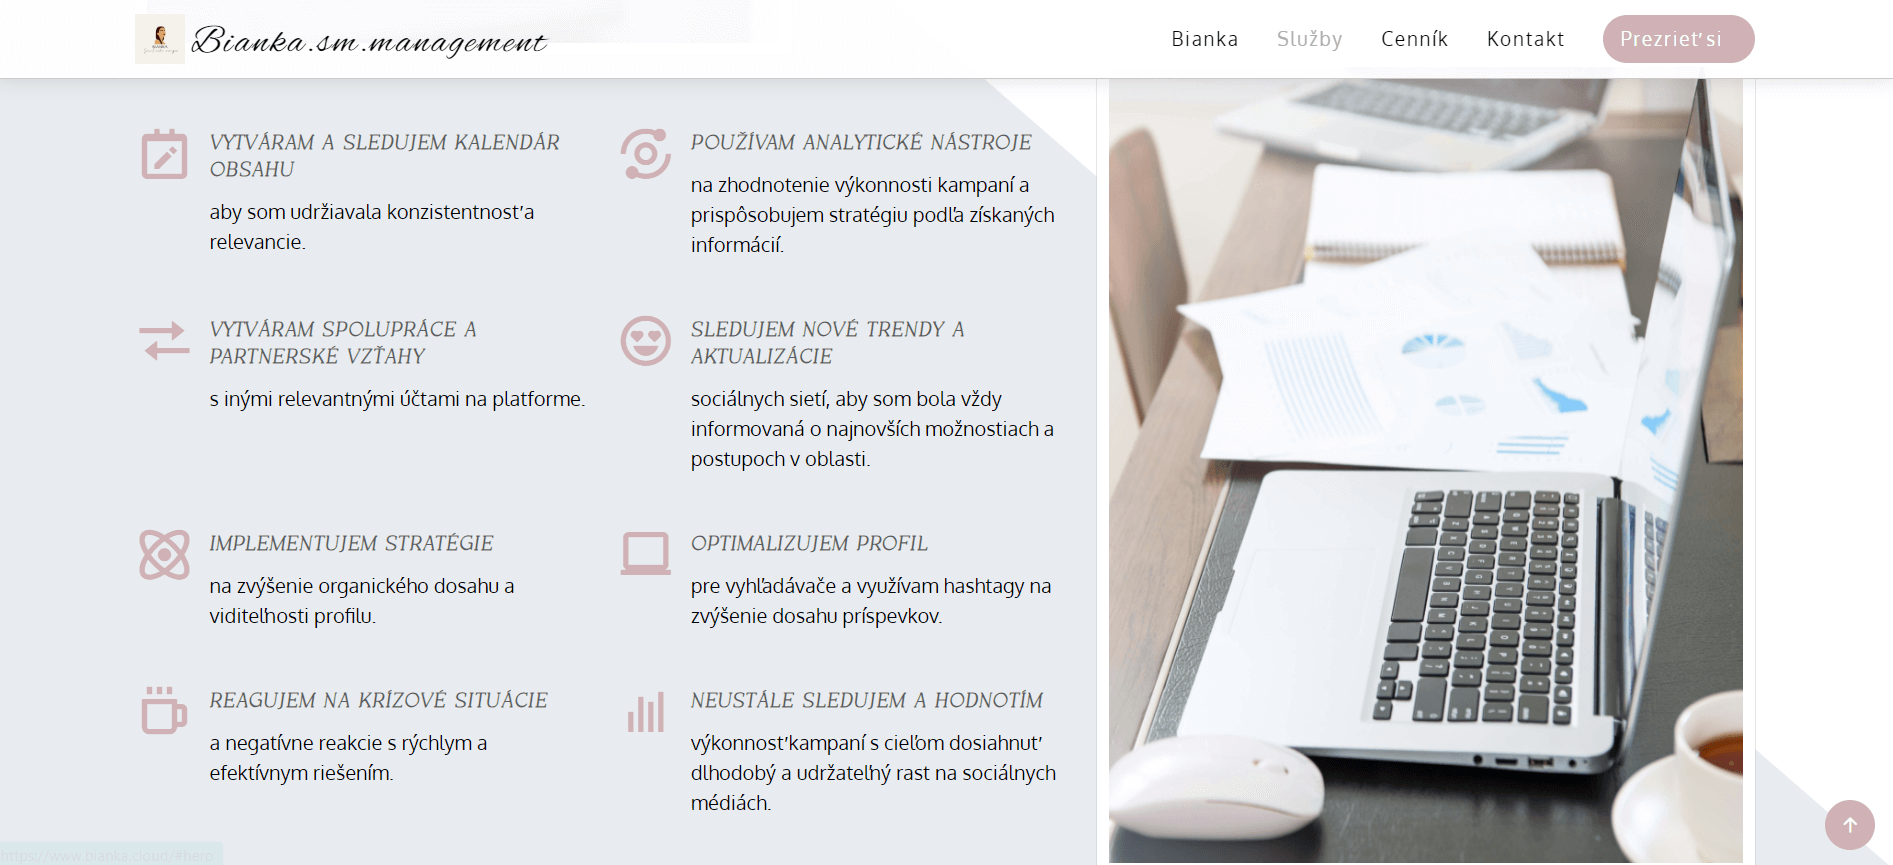 Bianka.sm.management
Bianka
Služby
Cenník
Kontakt
Prezrieť si
VYTVÁRAM A SLEDUJEM KALENDÁR
OBSAHU
aby som udržiavala konzistentnosť a
relevancie.
POUŽÍVAM ANALYTICKÉ NÁSTROJE
na zhodnotenie výkonnosti kampaní a
prispôsobujem stratégiu podľa získaných
informácií.
VYTVÁRAM SPOLUPRÁCE A
PARTNERSKÉ VZŤAHY
s inými relevantnými účtami na platforme.
SLEDUJEM NOVÉ TRENDY A
AKTUALIZÁCIE
sociálnych sietí, aby som bola vždy
informovaná o najnovších možnostiach a
postupoch v oblasti.
IMPLEMENTUJEM STRATÉGIE
na zvýšenie organického dosahu a
viditeľnosti profilu.
OPTIMALIZUJEM PROFIL
pre vyhľadávače a využívam hashtagy na
zvýšenie dosahu príspevkov.
REAGUJEM NA KRÍZOVÉ SITUÁCIE
a negatívne reakcie s rýchlym a
efektívnym riešením.
NEUSTÁLE SLEDUJEM A HODNOTÍM
výkonnosť kampaní s cieľom dosiahnuť
dlhodobý a udržateľný rast na sociálnych
médiách.
https://www.bianka.cloud/#hero